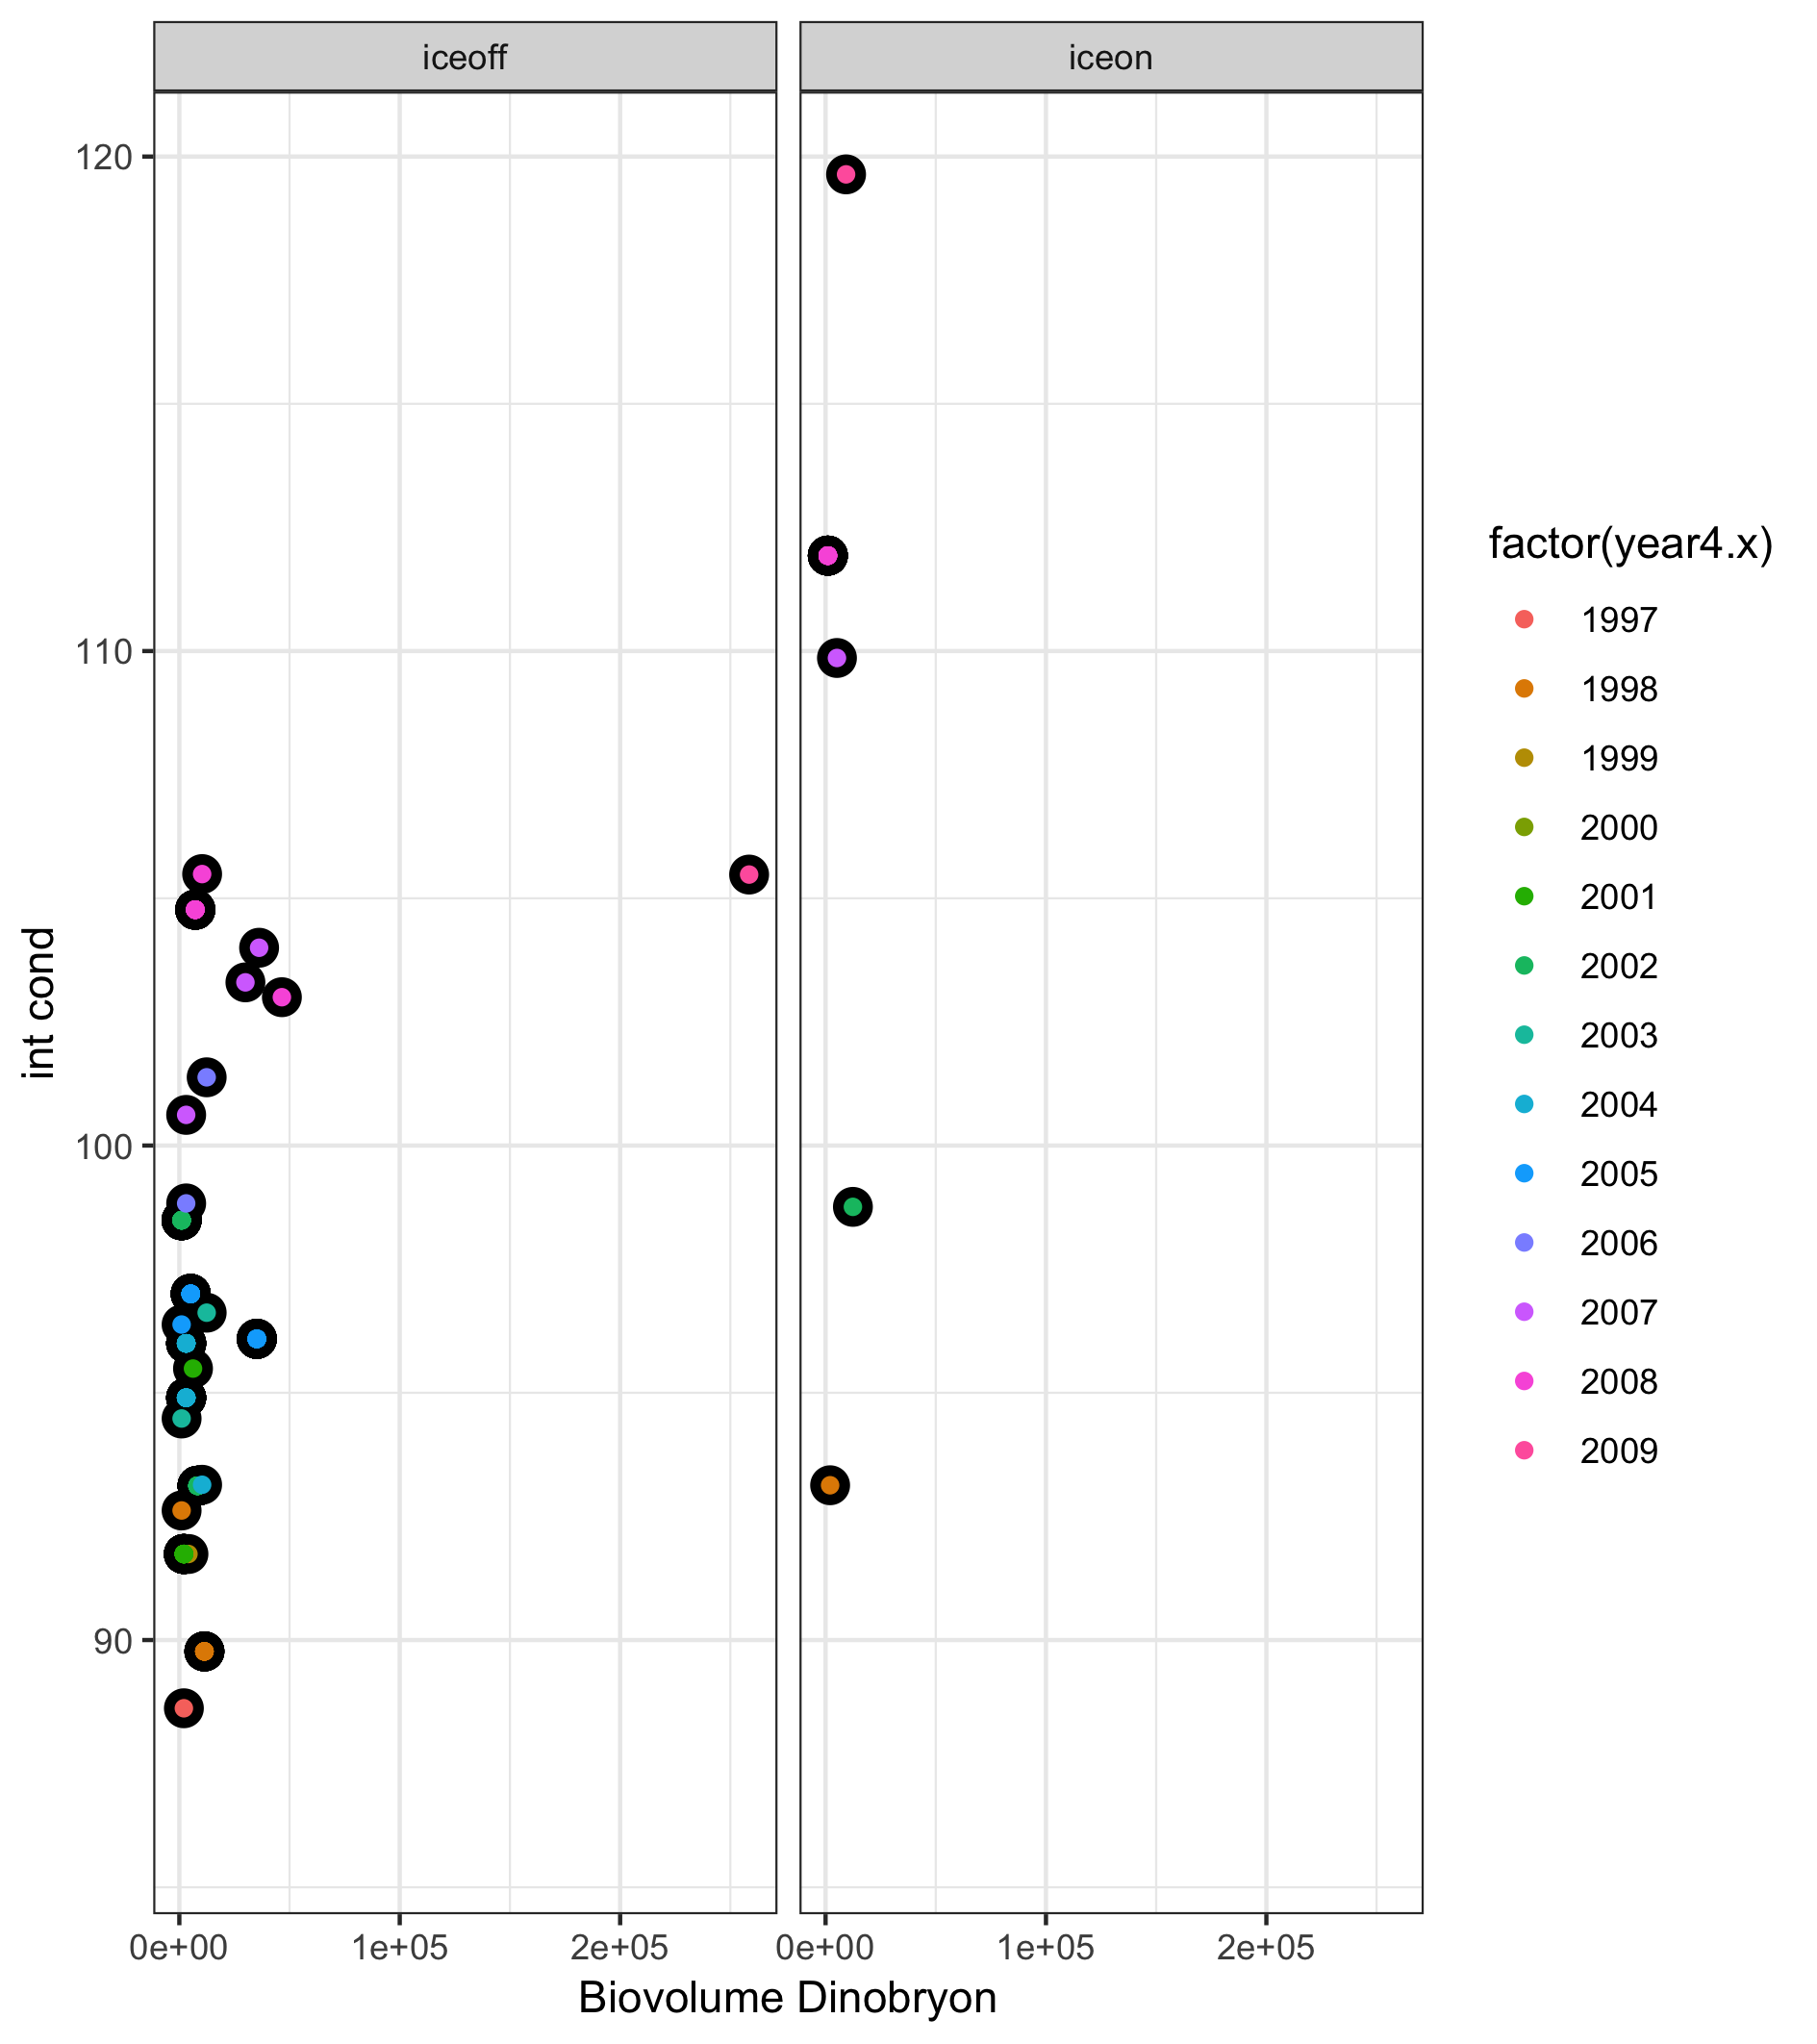 iceoff
iceon
120
110
100
90
int cond
0e+00
1e+05
2e+05
0e+00
1e+05
2e+05
Biovolume Dinobryon
factor(year4.x)
1997
1998
1999
2000
2001
2002
2003
2004
2005
2006
2007
2008
2009